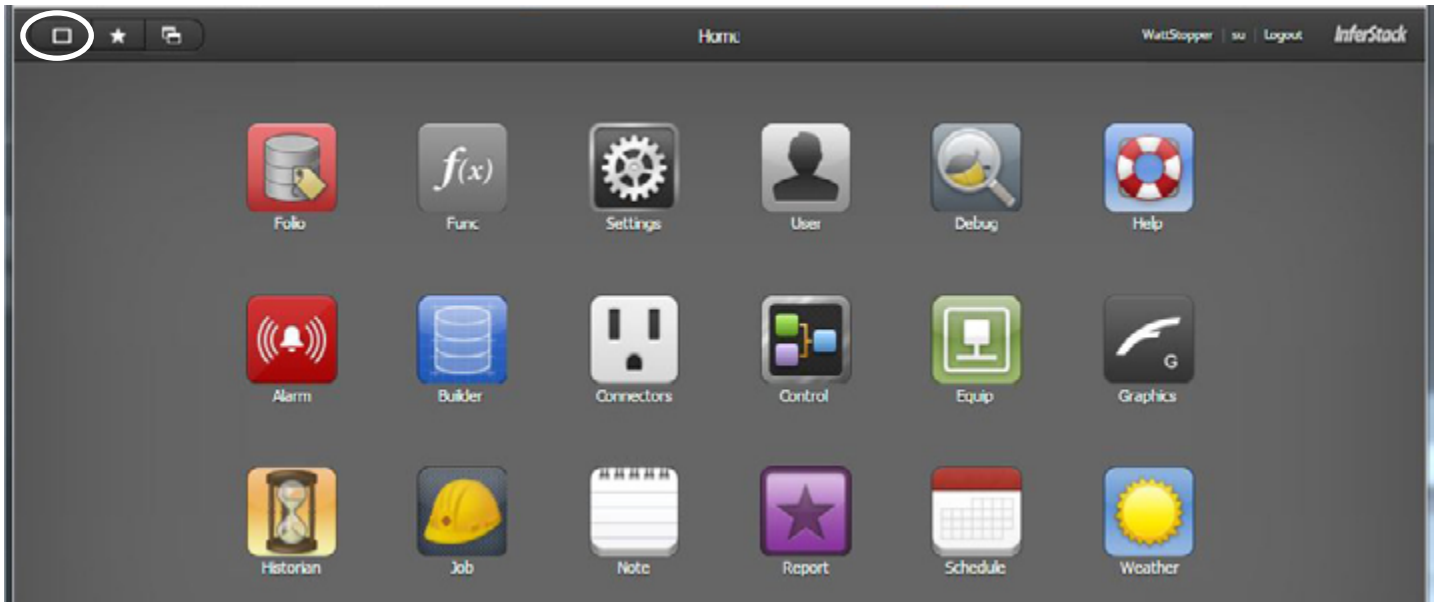 Home
WattStopper | su | Logout InferStack
f(x)
Folio Func Settings User Debug Help
G
Alarm Builder Connectors Control Equip Graphics
Historian Job Note Report Schedule Weather